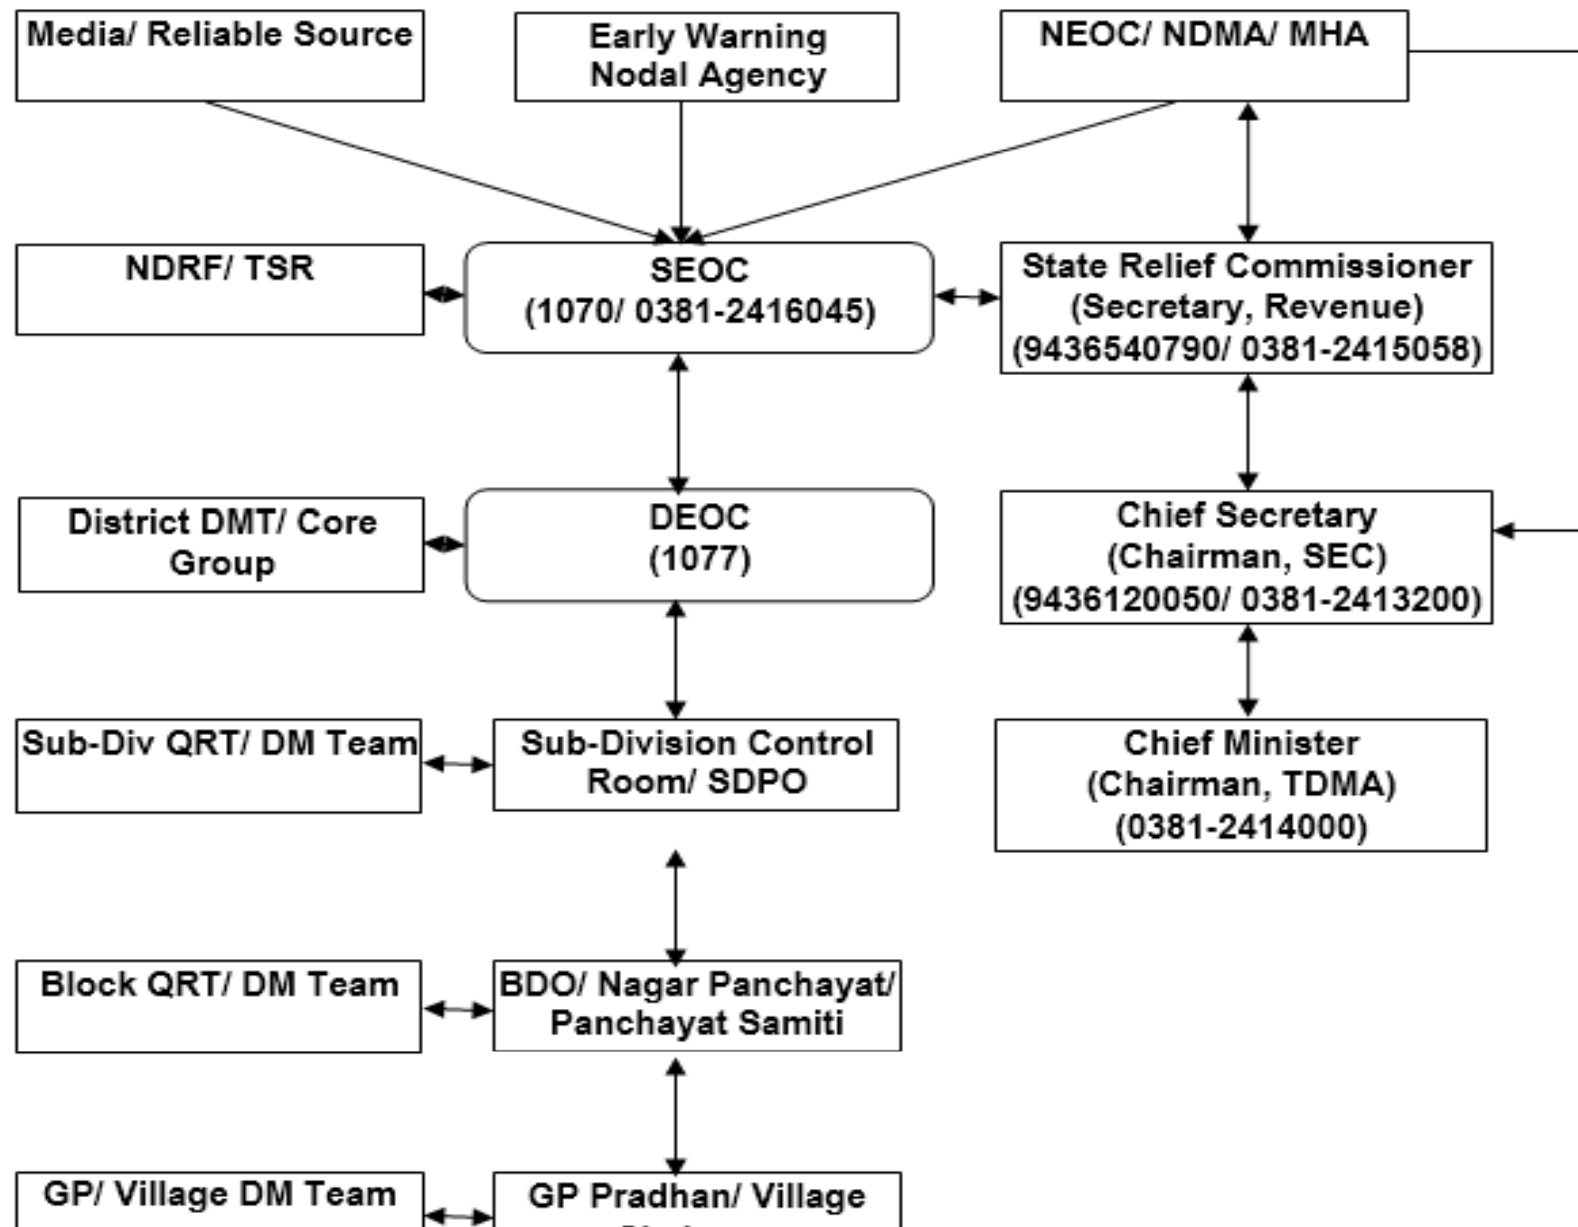 Media/ Reliable Source
Early Warning
Nodal Agency
NEOC/ NDMA/ MHA
NDRF/ TSR
SEOC
(1070/ 0381-2416045)
State Relief Commissioner
(Secretary, Revenue)
(9436540790/ 0381-2415058)
District DMT/ Core
Group
DEOC
(1077)
Chief Secretary
(Chairman, SEC)
(9436120050/ 0381-2413200)
Sub-Div QRT/ DM Team
Sub-Division Control
Room/ SDPO
Chief Minister
(Chairman, TDMA)
(0381-2414000)
Block QRT/ DM Team
BDO/ Nagar Panchayat/
Panchayat Samiti
GP/ Village DM Team
GP Pradhan/ Village